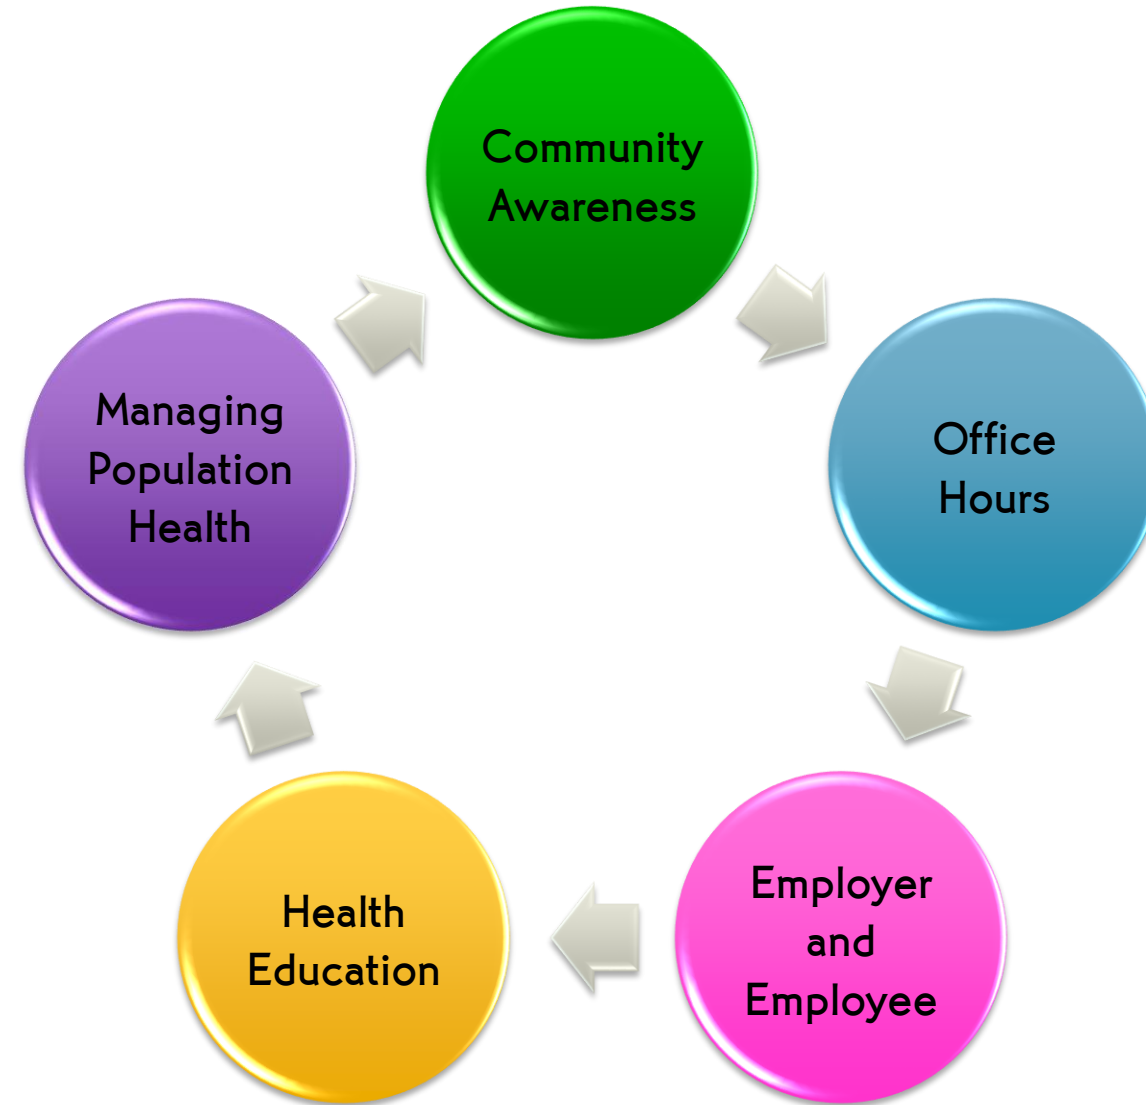 Community
Awareness
Office
Hours
Employer
and
Employee
Health
Education
Managing
Population
Health